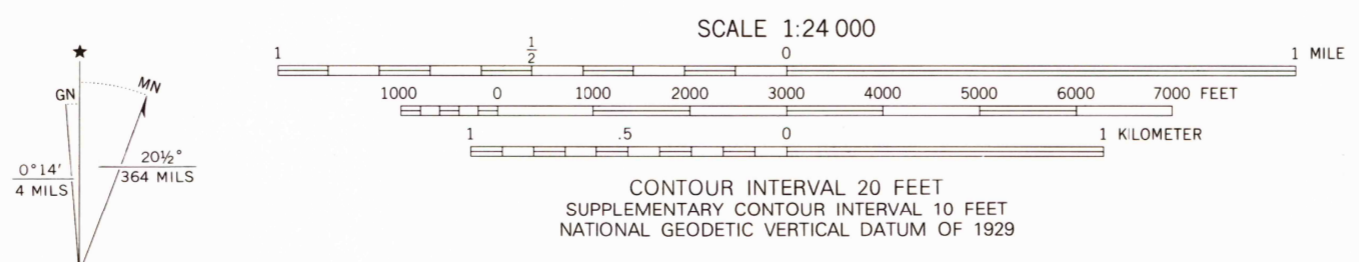 SCALE 1:24 000
1 ½ 0 1 MILE
1000 0 1000 2000 3000 4000 5000 6000 7000 FEET
1 .5 0 1 KILOMETER
CONTOUR INTERVAL 20 FEET
SUPPLEMENTARY CONTOUR INTERVAL 10 FEET
NATIONAL GEODETIC VERTICAL DATUM OF 1929
★
GN
MN
0°14′
4 MILS
20½°
364 MILS